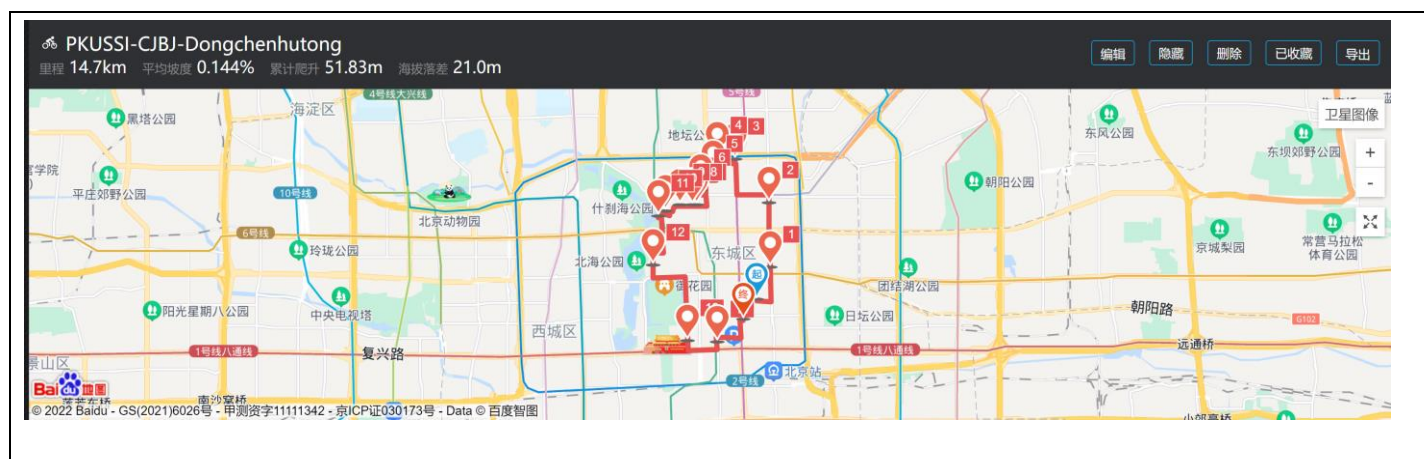 PKUSSI-CJBJ-Dongchenhutong
里程 14.7km 平均坡度 0.144% 累计爬升 51.83m 海拔落差 21.0m
编辑 隐藏 删除 已收藏 导出
4号线大兴线
5号线
海淀区
黑塔公园
地坛公
4 3
东风公园
卫星图像
5
东坝郊野公园
+
学院
6
8
2
平庄郊野公园
10号线
11
朝阳公园
-
北京动物园
什刹海公园
6号线
12
1
玲珑公园
东城区
京城梨园
常营马拉松
体育公园
北海公园
起
御花园
团结湖公园
终
阳光星期八公园
中央电视塔
日坛公园
朝阳路
G102
西城区
1号线八通线
复兴路
1号线八通线
远通桥
景山区
北京站
2号线
Bai du 地图
南沙窝桥
© 2022 Baidu - GS(2021)6026号 - 甲测资字11111342 - 京ICP证030173号 - Data © 百度智图